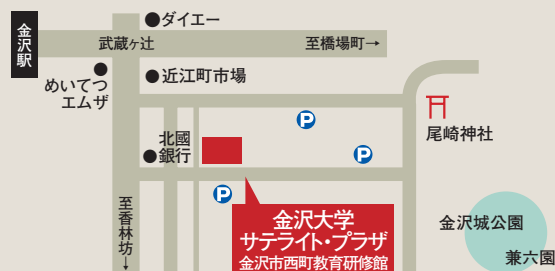 金沢駅
ダイエー
武蔵ヶ辻
至橋場町→
めいてつ
エムザ
近江町市場
P
尾崎神社
北國
銀行
P
P
至香林坊→
金沢大学
サテライト・プラザ
金沢市西町教育研修館
金沢城公園
兼六園